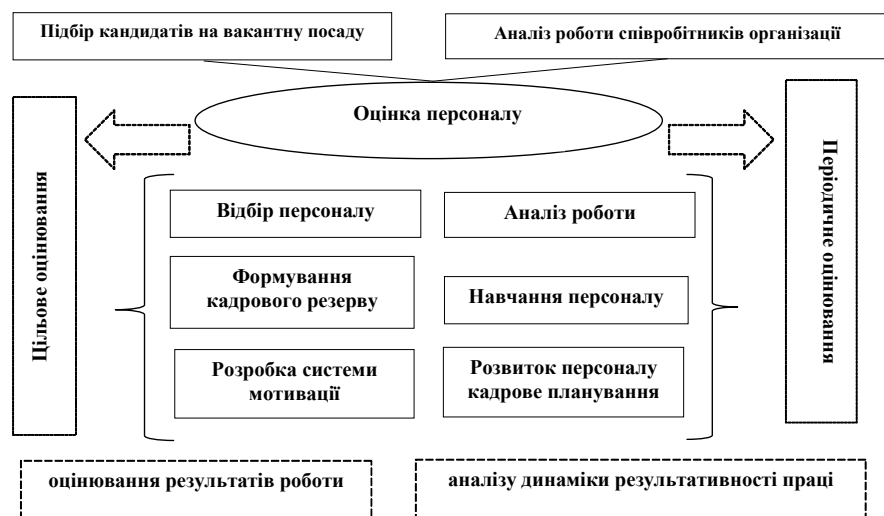 Підбір кандидатів на вакантну посаду
Аналіз роботи співробітників організації
Оцінка персоналу
Цільове оцінювання
Періодичне оцінювання
Відбір персоналу
Аналіз роботи
Формування
кадрового резерву
Навчання персоналу
Розробка системи
мотивації
Розвиток персоналу
кадрове планування
оцінювання результатів роботи
аналізу динаміки результативності праці